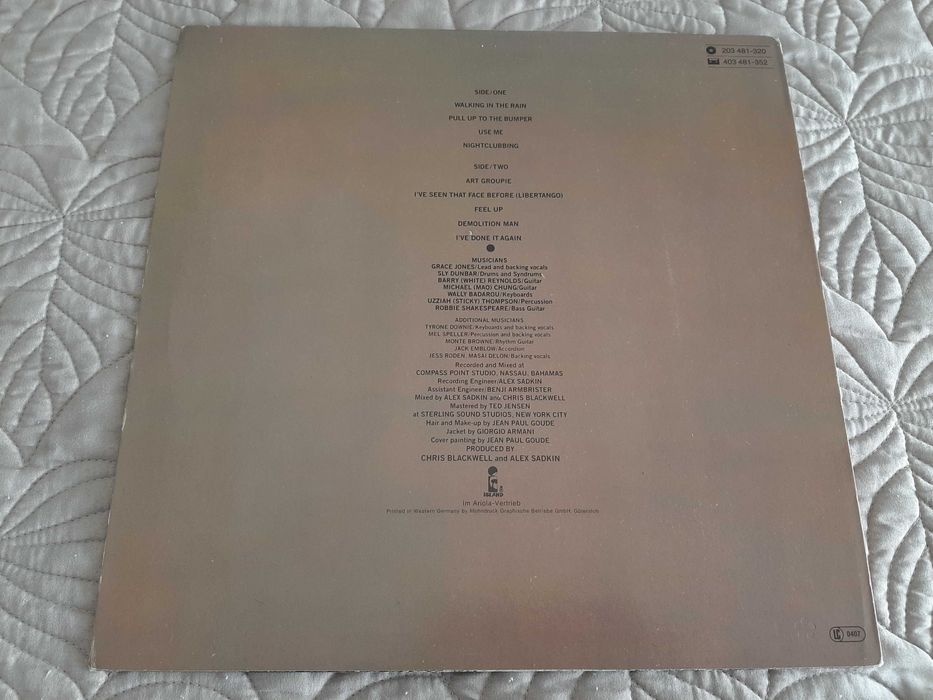 203 481-320
403 481-352
SIDE/ONE
WALKING IN THE RAIN
PULL UP TO THE BUMPER
USE ME
NIGHTCLUBBING
SIDE/TWO
ART GROUPIE
I'VE SEEN THAT FACE BEFORE (LIBERTANGO)
FEEL UP
DEMOLITION MAN
I'VE DONE IT AGAIN
MUSICIANS
GRACE JONES/Lead and backing vocals
SLY DUNBAR/Drums and Syndrums
BARRY (WHITE) REYNOLDS/Guitar
MICHAEL (MAO) CHUNG/Guitar
WALLY BADAROU/Keyboards
UZZIAH (STICKY) THOMPSON/Percussion
ROBBIE SHAKESPEARE/Bass Guitar
ADDITIONAL MUSICIANS
TYRONE DOWNIE/Keyboards and backing vocals
MEL SPELLER/Percussion and backing vocals
MONTE BROWNE/Rhythm Guitar
JACK EMBLOW/Accordion
JESS RODEN, MASAI DELON/Backing vocals
Recorded and Mixed at
COMPASS POINT STUDIO, NASSAU, BAHAMAS
Recording Engineer/ALEX SADKIN
Assistant Engineer/BENJI ARMBRISTER
Mixed by ALEX SADKIN and CHRIS BLACKWELL
Mastered by TED JENSEN
at STERLING SOUND STUDIOS, NEW YORK CITY
Hair and Make-up by JEAN PAUL GOUDE
Jacket by GIORGIO ARMANI
Cover painting by JEAN PAUL GOUDE
PRODUCED BY
CHRIS BLACKWELL and ALEX SADKIN
ISLAND
im Ariola-Vertrieb
Printed in Western Germany by Mohndruck Graphische Betriebe GmbH, Gütersloh
LC 0407